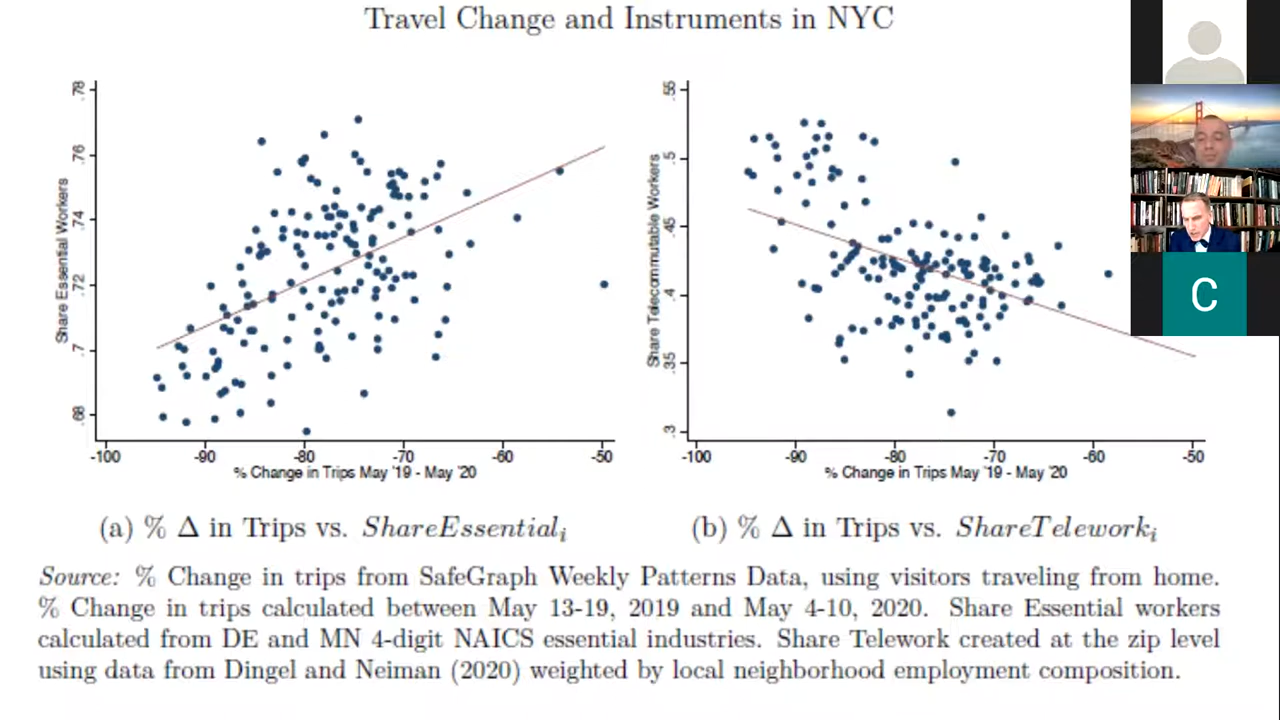 Travel Change and Instruments in NYC
Share Essential Workers
.78
.76
.74
.72
.7
.68
-100 -90 -80 -70 -60 -50
% Change in Trips May '19 - May '20
Share Telecommutable Workers
.55
.5
.45
.4
.35
.3
-100 -90 -80 -70 -60 -50
% Change in Trips May '19 - May '20
(a) % Δ in Trips vs. ShareEssentialᵢ
(b) % Δ in Trips vs. ShareTeleworkᵢ
Source: % Change in trips from SafeGraph Weekly Patterns Data, using visitors traveling from home.
% Change in trips calculated between May 13-19, 2019 and May 4-10, 2020. Share Essential workers
calculated from DE and MN 4-digit NAICS essential industries. Share Telework created at the zip level
using data from Dingel and Neiman (2020) weighted by local neighborhood employment composition.
C